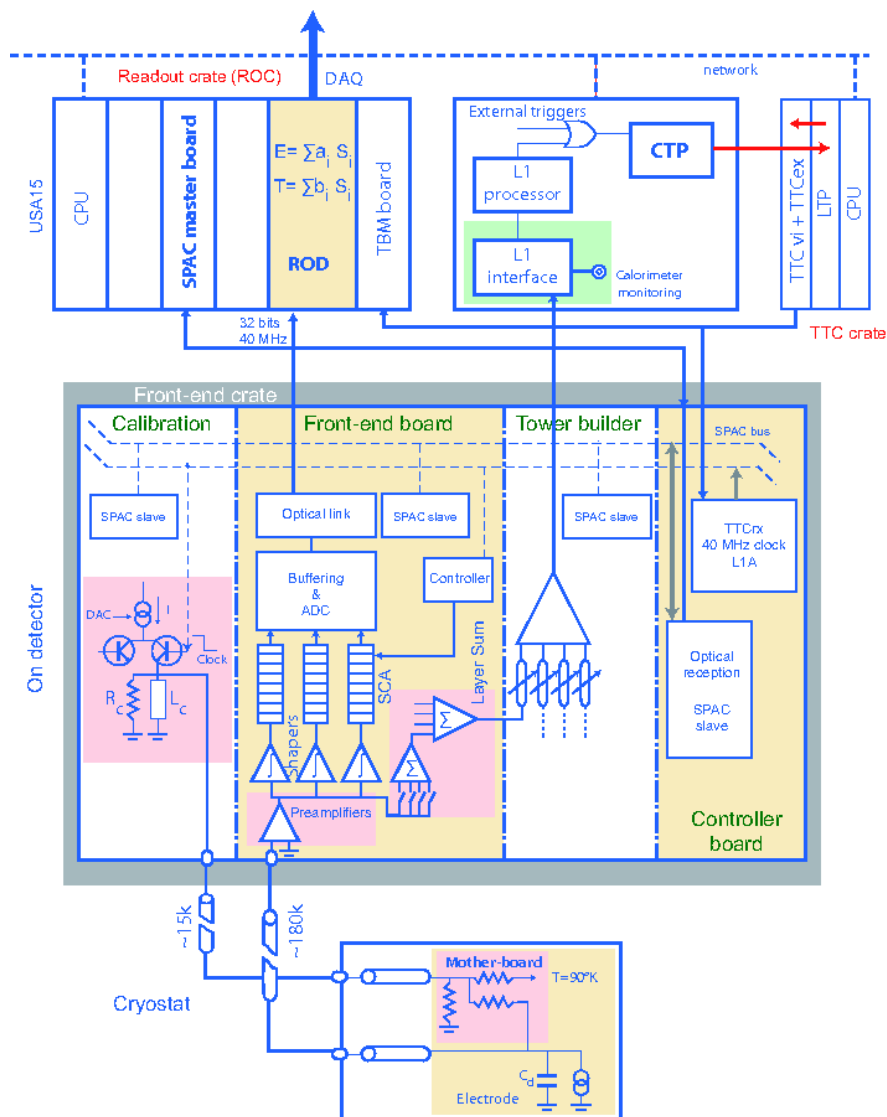 Readout crate (ROC)
DAQ
network
USA15
CPU
SPAC master board
E= ∑a_i S_i
T= ∑b_i S_i
ROD
TBM board
External triggers
CTP
L1
processor
L1
interface
Calorimeter
monitoring
TTC vi + TTCex
LTP
CPU
TTC crate
32 bits
40 MHz
Front-end crate
Calibration
Front-end board
Tower builder
SPAC bus
SPAC slave
Optical link
SPAC slave
SPAC slave
TTCrx
40 MHz clock
L1A
Buffering
&
ADC
Controller
On detector
DAC
I
Clock
R_c
L_c
SCA
Layer Sum
Shapers
∑
∑
Optical
reception
SPAC
slave
Preamplifiers
Controller
board
~15k
~180k
Cryostat
Mother-board
T=90°K
C_d
Electrode